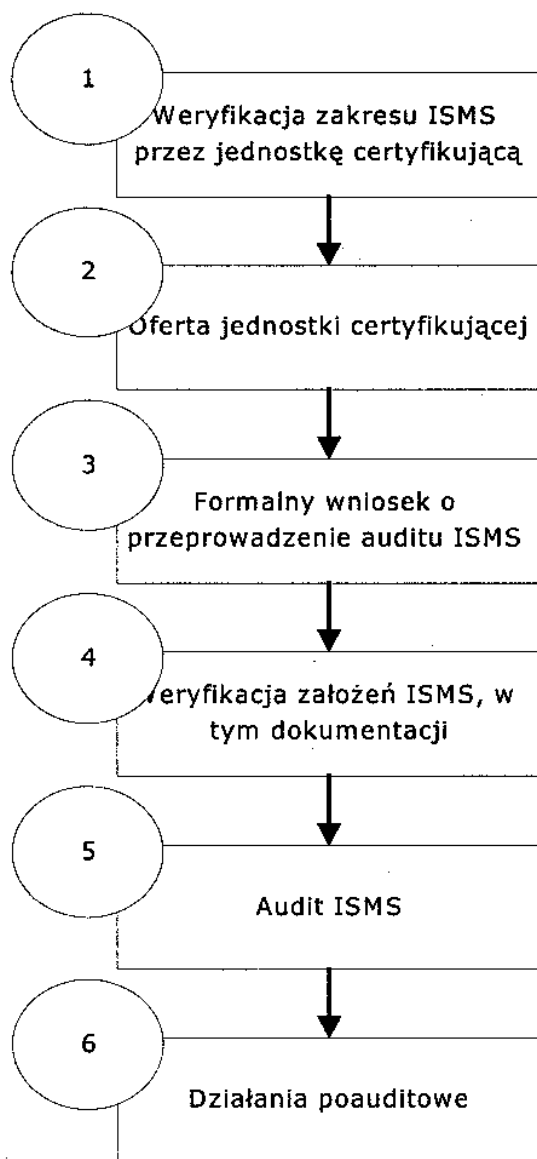 1
Weryfikacja zakresu ISMS
przez jednostkę certyfikującą
2
Oferta jednostki certyfikującej
3
Formalny wniosek o
przeprowadzenie auditu ISMS
4
Weryfikacja założeń ISMS, w
tym dokumentacji
5
Audit ISMS
6
Działania poauditowe